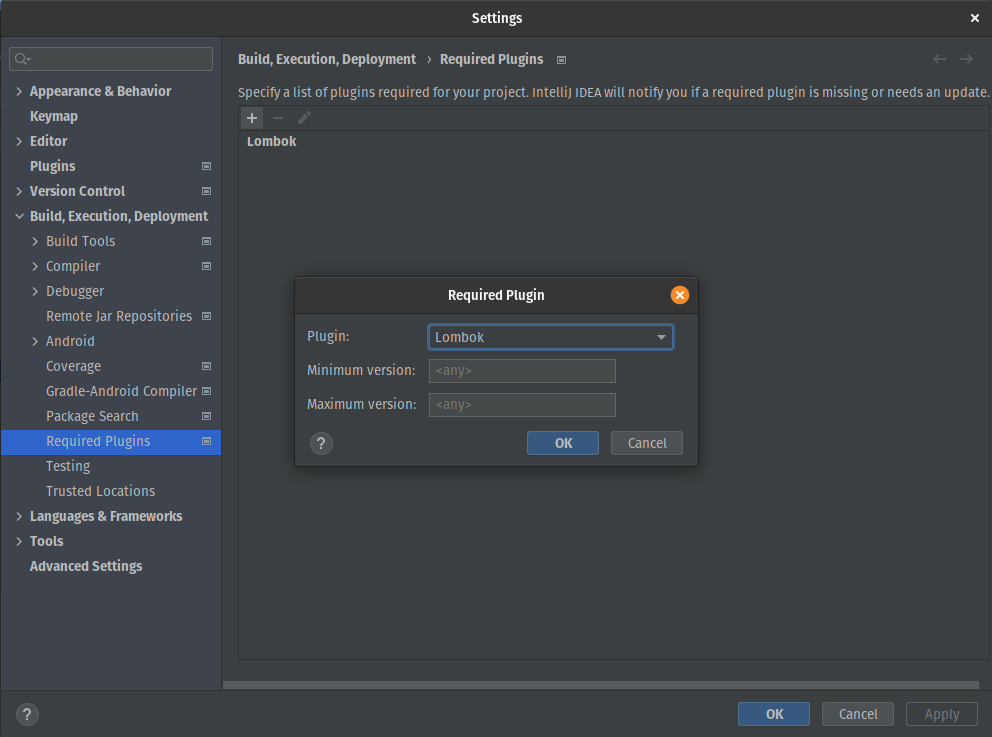 Settings
Build, Execution, Deployment › Required Plugins
Specify a list of plugins required for your project. IntelliJ IDEA will notify you if a required plugin is missing or needs an update.
Appearance & Behavior
Keymap
Editor
Plugins
Version Control
Build, Execution, Deployment
Build Tools
Compiler
Debugger
Remote Jar Repositories
Android
Coverage
Gradle-Android Compiler
Package Search
Required Plugins
Testing
Trusted Locations
Languages & Frameworks
Tools
Advanced Settings
Lombok
Required Plugin
Plugin: Lombok
Minimum version: <any>
Maximum version: <any>
? OK Cancel
? OK Cancel Apply